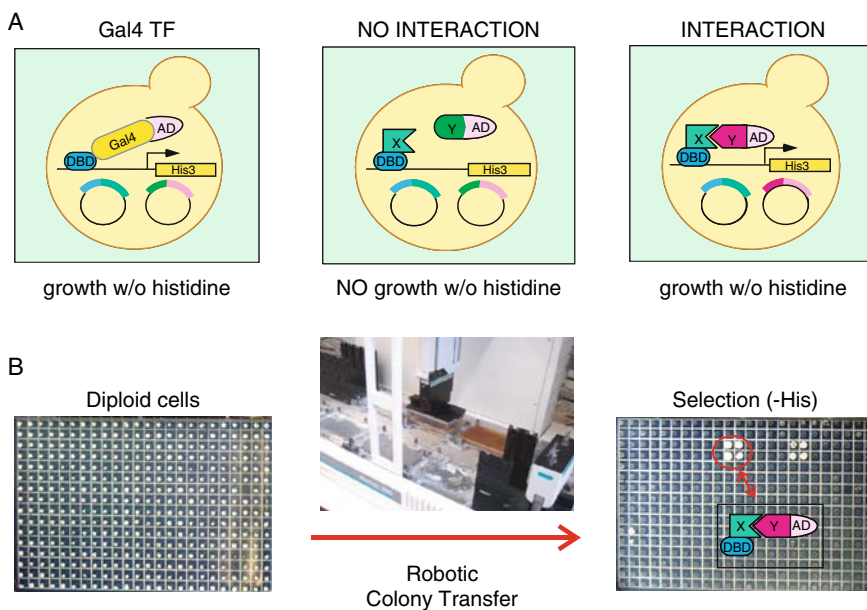 A
Gal4 TF
NO INTERACTION
INTERACTION
DBD
Gal4
AD
His3
X
DBD
Y
AD
His3
X
Y
AD
DBD
His3
growth w/o histidine
NO growth w/o histidine
growth w/o histidine
B
Diploid cells
Selection (-His)
X
Y
AD
DBD
Robotic
Colony Transfer